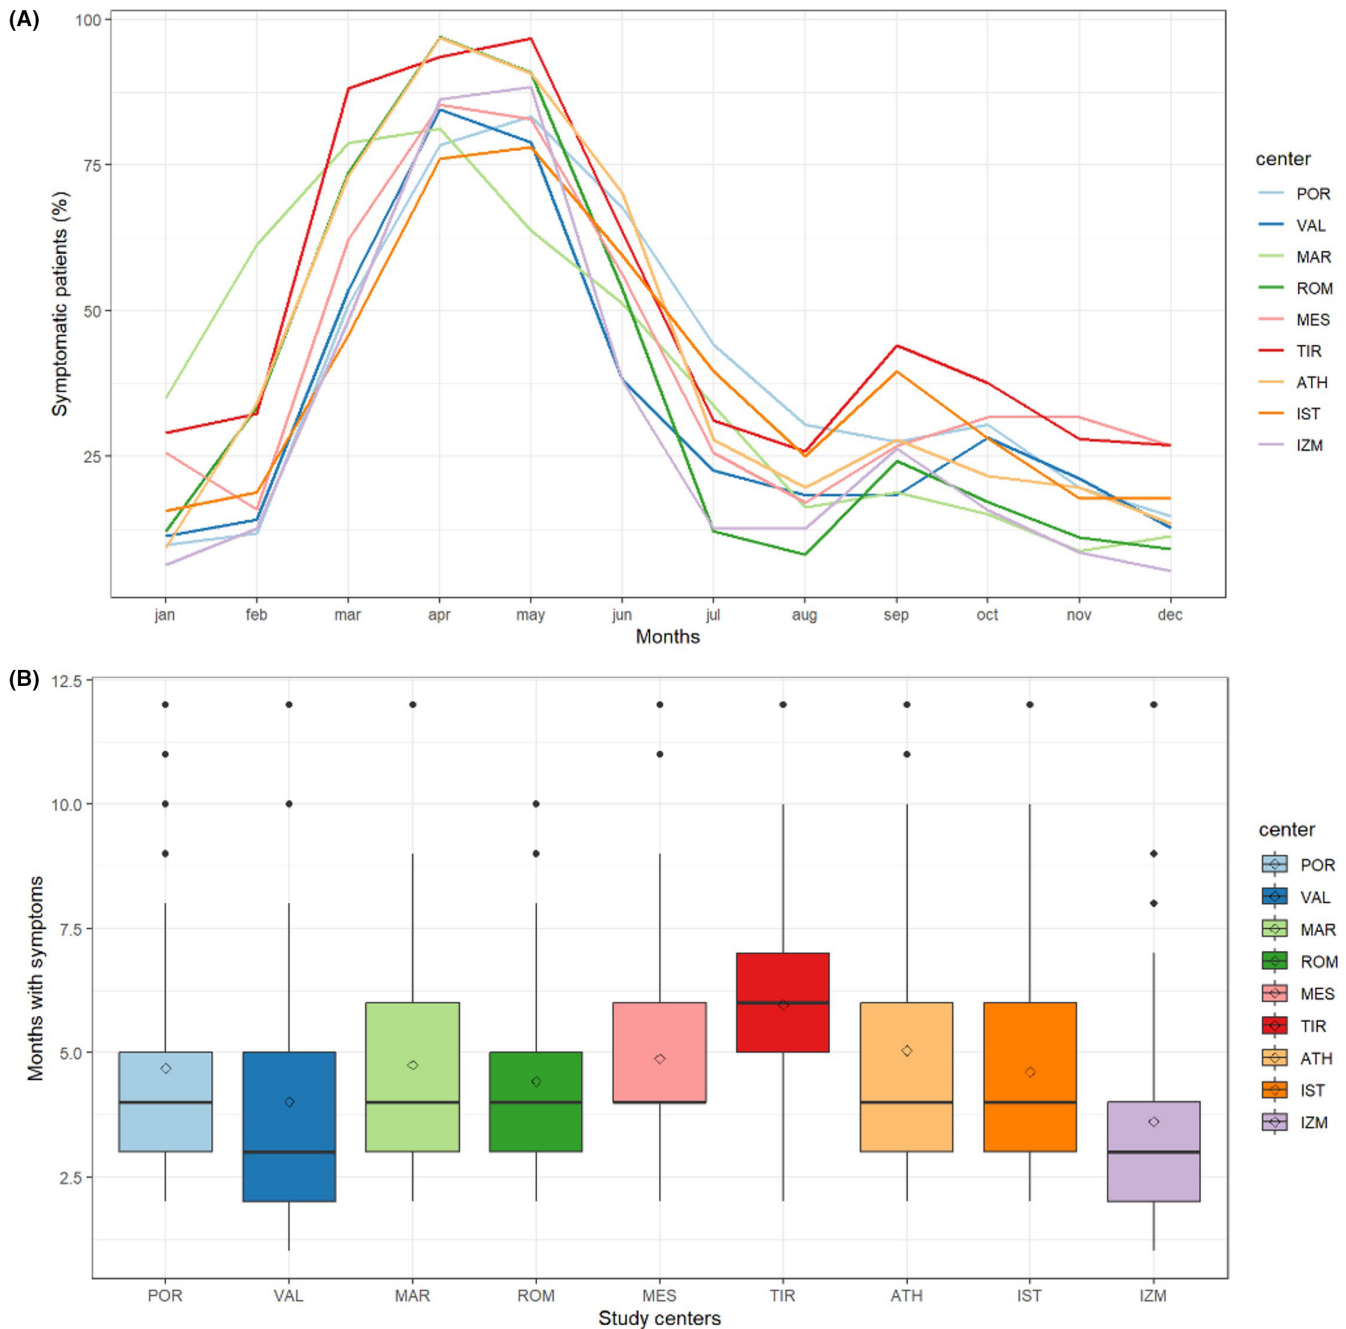 (A)
100
75
50
25
Symptomatic patients (%)
jan feb mar apr may jun jul aug sep oct nov dec
Months
center
POR
VAL
MAR
ROM
MES
TIR
ATH
IST
IZM
(B)
12.5
10.0
7.5
5.0
2.5
Months with symptoms
POR VAL MAR ROM MES TIR ATH IST IZM
Study centers
center
POR
VAL
MAR
ROM
MES
TIR
ATH
IST
IZM